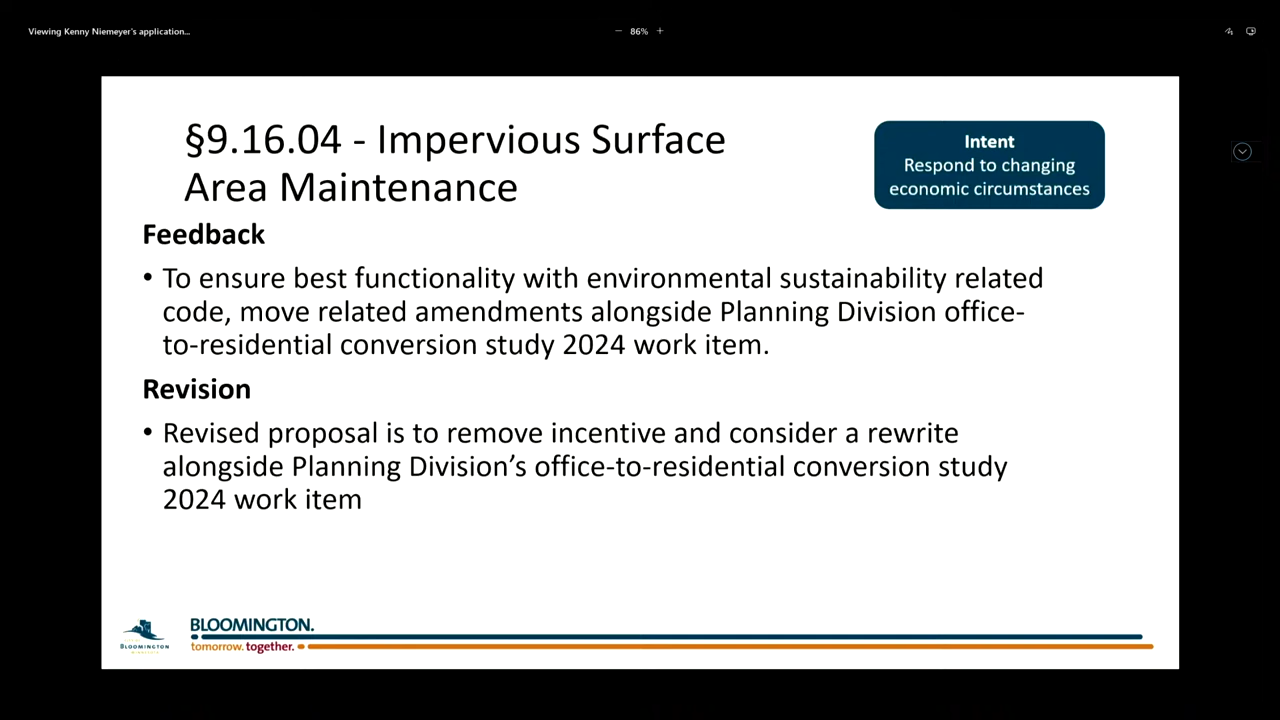 Viewing Kenny Niemeyer's application...
86%
§9.16.04 - Impervious Surface
Area Maintenance
Intent
Respond to changing
economic circumstances
Feedback
• To ensure best functionality with environmental sustainability related
code, move related amendments alongside Planning Division office-
to-residential conversion study 2024 work item.
Revision
• Revised proposal is to remove incentive and consider a rewrite
alongside Planning Division’s office-to-residential conversion study
2024 work item
BLOOMINGTON
MINNESOTA
BLOOMINGTON.
tomorrow. together.